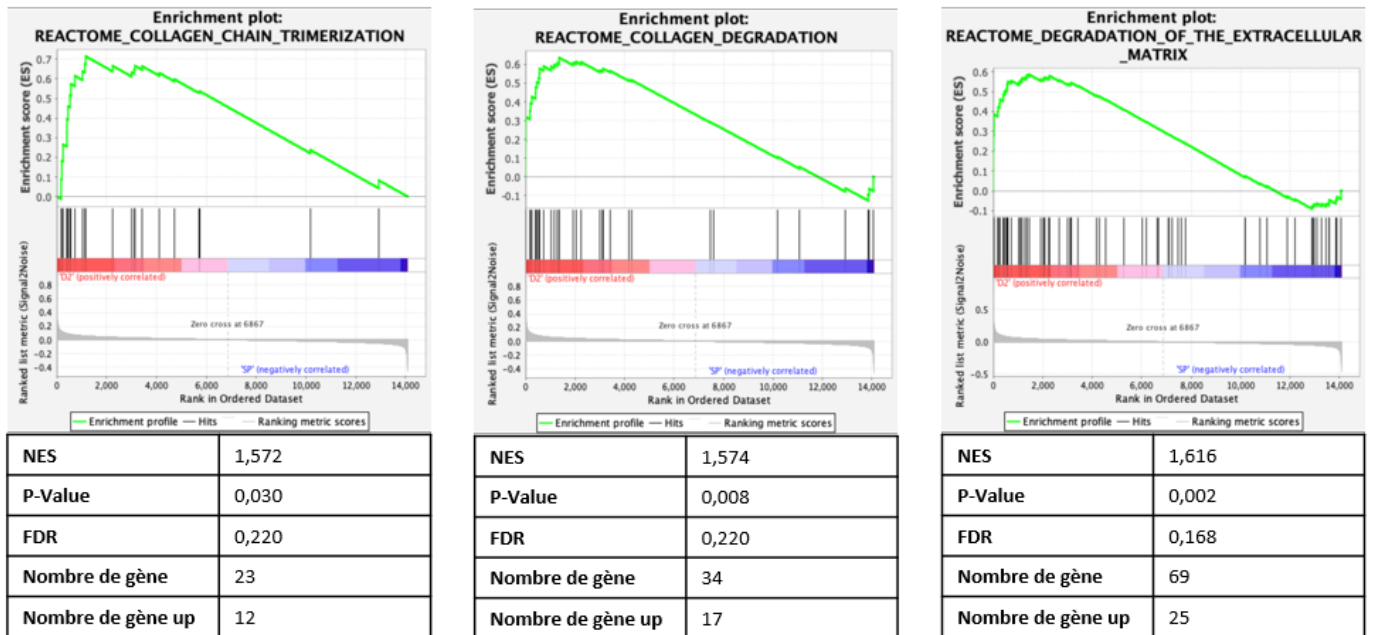 Enrichment plot:
REACTOME_COLLAGEN_CHAIN_TRIMERIZATION
Enrichment score (ES)
0.7
0.6
0.5
0.4
0.3
0.2
0.1
0.0
'D2' (positively correlated)
Ranked list metric (Signal2Noise)
0.8
0.6
0.4
0.2
0.0
-0.2
-0.4
Zero cross at 6867
'SP' (negatively correlated)
0 2,000 4,000 6,000 8,000 10,000 12,000 14,000
Rank in Ordered Dataset
Enrichment profile Hits Ranking metric scores
NES 1,572
P-Value 0,030
FDR 0,220
Nombre de gène 23
Nombre de gène up 12
Enrichment plot:
REACTOME_COLLAGEN_DEGRADATION
Enrichment score (ES)
0.6
0.5
0.4
0.3
0.2
0.1
0.0
-0.1
'D2' (positively correlated)
Ranked list metric (Signal2Noise)
0.8
0.6
0.4
0.2
0.0
-0.2
-0.4
Zero cross at 6867
'SP' (negatively correlated)
0 2,000 4,000 6,000 8,000 10,000 12,000 14,000
Rank in Ordered Dataset
Enrichment profile Hits Ranking metric scores
NES 1,574
P-Value 0,008
FDR 0,220
Nombre de gène 34
Nombre de gène up 17
Enrichment plot:
REACTOME_DEGRADATION_OF_THE_EXTRACELLULAR
_MATRIX
Enrichment score (ES)
0.6
0.5
0.4
0.3
0.2
0.1
0.0
-0.1
'D2' (positively correlated)
Ranked list metric (Signal2Noise)
0.5
0.0
-0.5
Zero cross at 6867
'SP' (negatively correlated)
0 2,000 4,000 6,000 8,000 10,000 12,000 14,000
Rank in Ordered Dataset
Enrichment profile Hits Ranking metric scores
NES 1,616
P-Value 0,002
FDR 0,168
Nombre de gène 69
Nombre de gène up 25